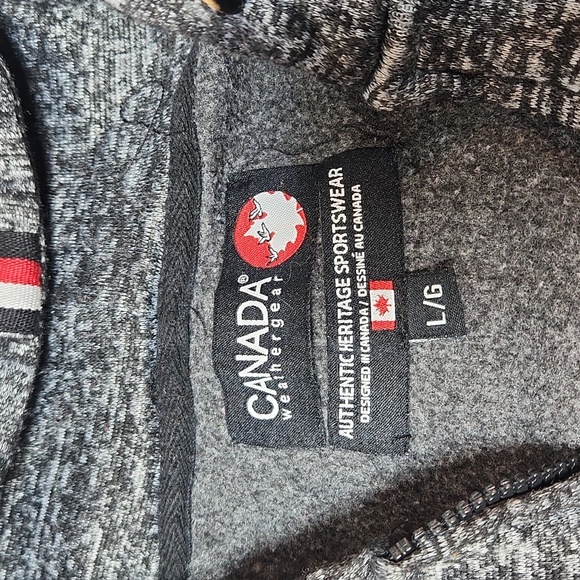 CANADA®
weathergear
AUTHENTIC HERITAGE SPORTSWEAR
DESIGNED IN CANADA / DESSINÉ AU CANADA
L/G